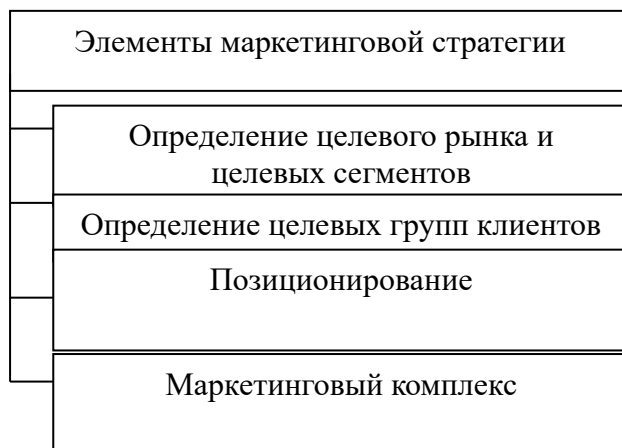 Элементы маркетинговой стратегии
Определение целевого рынка и
целевых сегментов
Определение целевых групп клиентов
Позиционирование
Маркетинговый комплекс